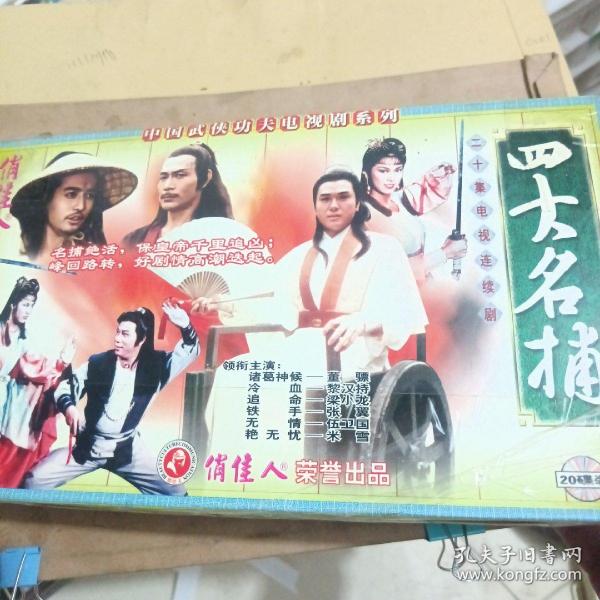 中国武侠功夫电视剧系列
俏佳人
四大名捕
二十集电视连续剧
名捕绝活，保皇帝千里追凶；
峰回路转，好剧情高潮迭起。
领衔主演：
诸葛神候—董骠
冷血—黎汉持
追命—梁小龙
铁手—张翼
无情—伍卫国
艳无忧—米雪
俏佳人® 荣誉出品
20碟装
孔夫子旧书网
www.kongfz.com